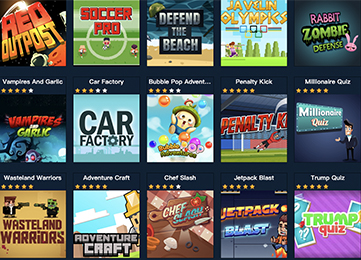 RED
OUTPOST
SOCCER
PRO
DEFEND
THE
BEACH
JAVELIN
OLYMPICS
RABBIT
ZOMBIE
DEFENSE
Vampires And Garlic
Car Factory
Bubble Pop Advent...
Penalty Kick
Millionaire Quiz
VAMPIRES
AND
GARLIC
CAR
FACTORY
Bubble Pop
Adventures
PENALTY KI
Millionaire
Quiz
Wasteland Warriors
Adventure Craft
Chef Slash
Jetpack Blast
Trump Quiz
WASTELAND
WARRIORS
ADVENTURE
CRAFT
CHEF
SLASH
JETPACK
BLAST
TRUMP
quiz